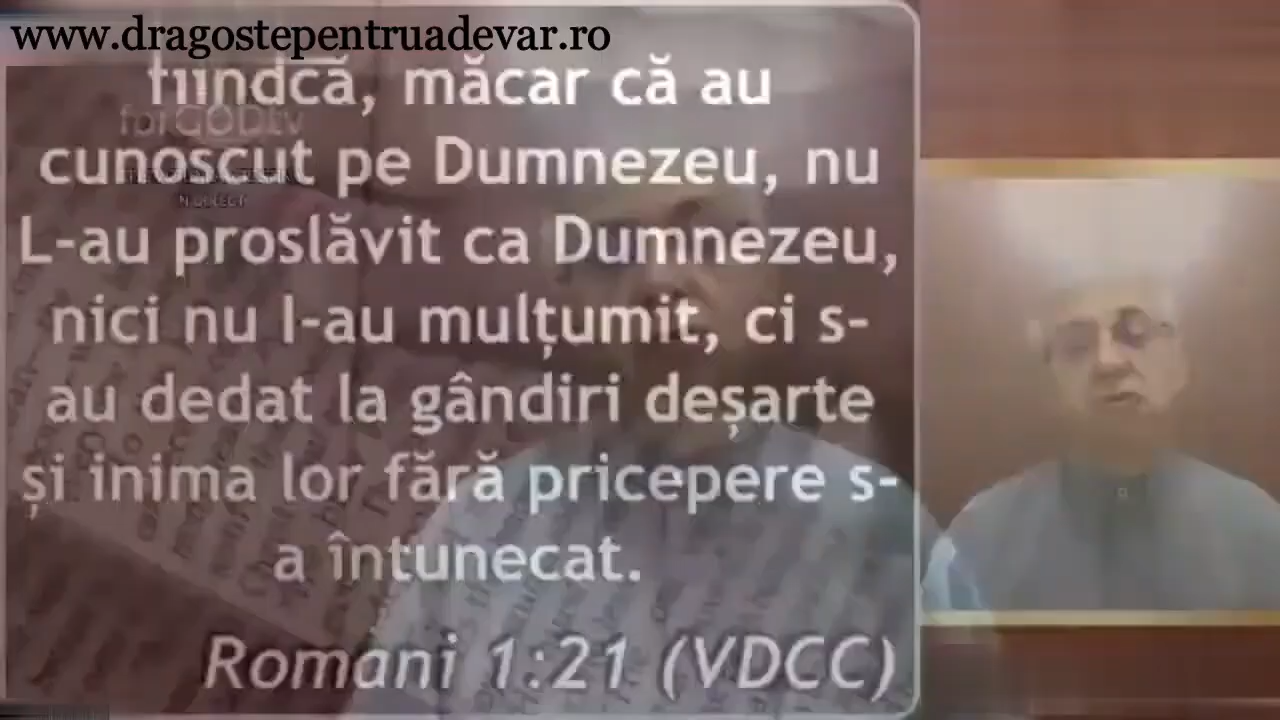 www.dragostepentruadevar.ro
fiindcă, măcar că au
forGODtv
cunoscut pe Dumnezeu, nu
L-au proslăvit ca Dumnezeu,
nici nu I-au mulțumit, ci s-
au dedat la gândiri deșarte
și inima lor fără pricepere s-
a întunecat.
Romani 1:21 (VDCC)